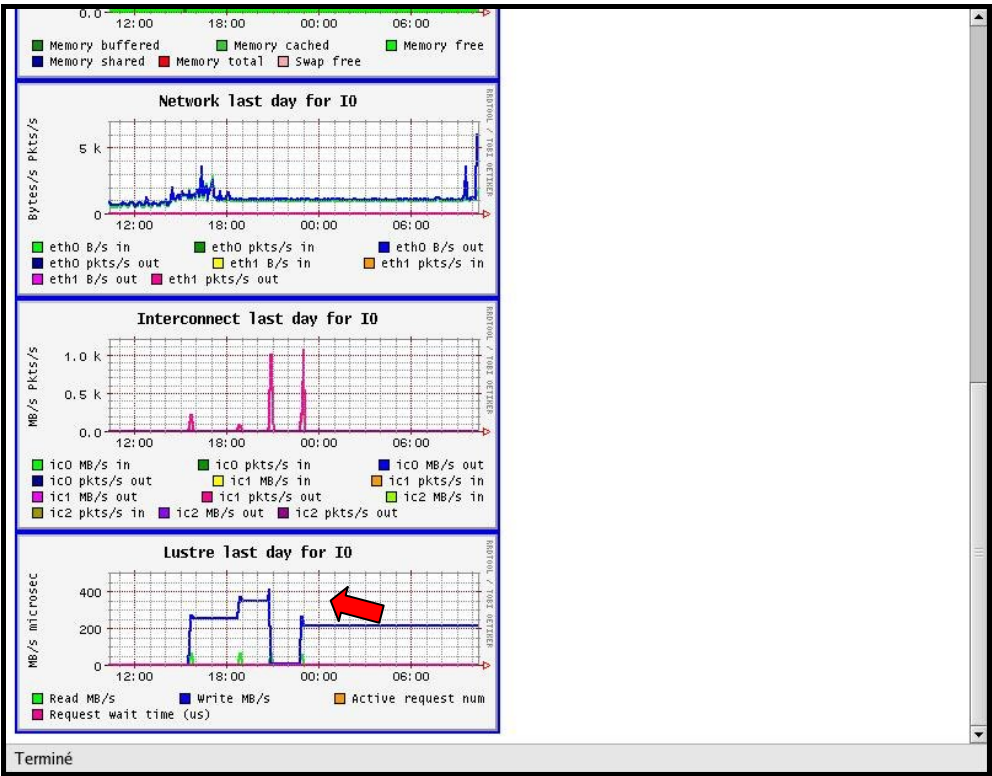 0.0
12:00 18:00 00:00 06:00
Memory buffered Memory cached Memory free
Memory shared Memory total Swap free
Network last day for IO
RRDTOOL / TOBI OETIKER
Bytes/s Pkts/s
5 k
0
12:00 18:00 00:00 06:00
eth0 B/s in eth0 pkts/s in eth0 B/s out
eth0 pkts/s out eth1 B/s in eth1 pkts/s in
eth1 B/s out eth1 pkts/s out
Interconnect last day for IO
RRDTOOL / TOBI OETIKER
MB/s Pkts/s
1.0 k
0.5 k
0.0
12:00 18:00 00:00 06:00
ic0 MB/s in ic0 pkts/s in ic0 MB/s out
ic0 pkts/s out ic1 MB/s in ic1 pkts/s in
ic1 MB/s out ic1 pkts/s out ic2 MB/s in
ic2 pkts/s in ic2 MB/s out ic2 pkts/s out
Lustre last day for IO
RRDTOOL / TOBI OETIKER
MB/s microsec
400
200
0
12:00 18:00 00:00 06:00
Read MB/s Write MB/s Active request num
Request wait time (us)
Terminé